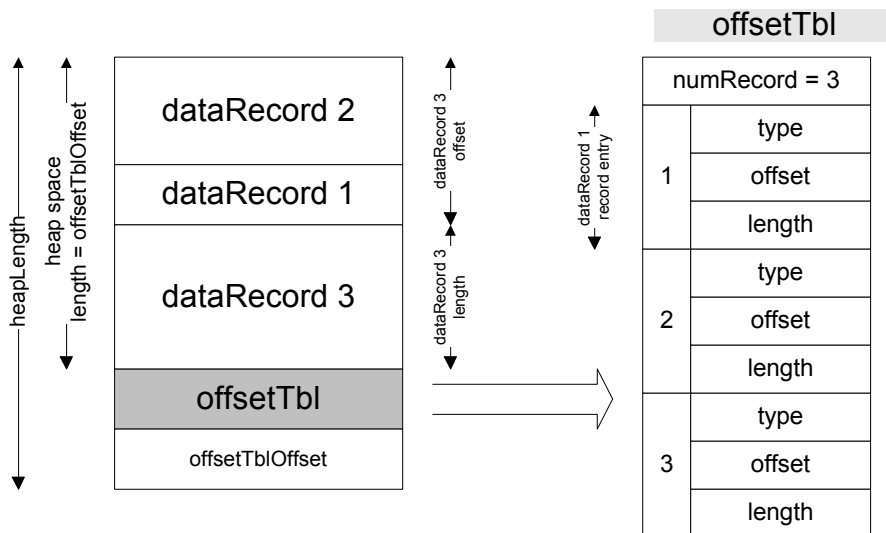 heapLength
heap space
length = offsetTblOffset
dataRecord 2
dataRecord 1
dataRecord 3
offsetTbl
offsetTblOffset
dataRecord 3
offset
dataRecord 3
length
offsetTbl
numRecord = 3
dataRecord 1
record entry
1
type
offset
length
2
type
offset
length
3
type
offset
length